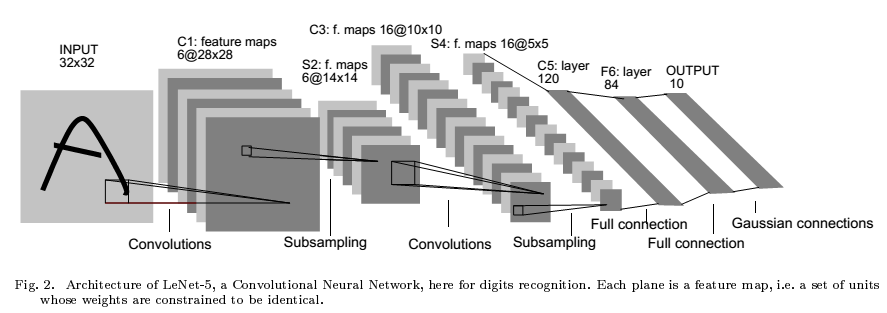 INPUT
32x32
C1: feature maps
6@28x28
S2: f. maps
6@14x14
C3: f. maps 16@10x10
S4: f. maps 16@5x5
C5: layer
120
F6: layer
84
OUTPUT
10
Convolutions
Subsampling
Convolutions
Subsampling
Full connection
Full connection
Gaussian connections
Fig. 2. Architecture of LeNet-5, a Convolutional Neural Network, here for digits recognition. Each plane is a feature map, i.e. a set of units
whose weights are constrained to be identical.
A